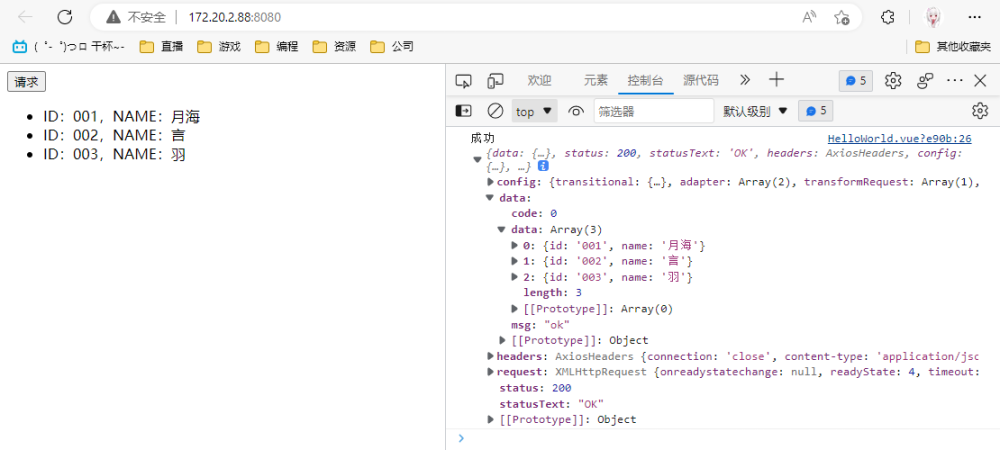 不安全 172.20.2.88:8080
( ゜- ゜)つロ 干杯~- 直播 游戏 编程 资源 公司 其他收藏夹
请求
ID：001，NAME：月海
ID：002，NAME：言
ID：003，NAME：羽
欢迎 元素 控制台 源代码 5
top 筛选器 默认级别 5
成功 HelloWorld.vue?e90b:26
{data: {…}, status: 200, statusText: 'OK', headers: AxiosHeaders, config:
{…}, …}
config: {transitional: {…}, adapter: Array(2), transformRequest: Array(1),
data:
code: 0
data: Array(3)
0: {id: '001', name: '月海'}
1: {id: '002', name: '言'}
2: {id: '003', name: '羽'}
length: 3
[[Prototype]]: Array(0)
msg: "ok"
[[Prototype]]: Object
headers: AxiosHeaders {connection: 'close', content-type: 'application/jsc
request: XMLHttpRequest {onreadystatechange: null, readyState: 4, timeout:
status: 200
statusText: "OK"
[[Prototype]]: Object